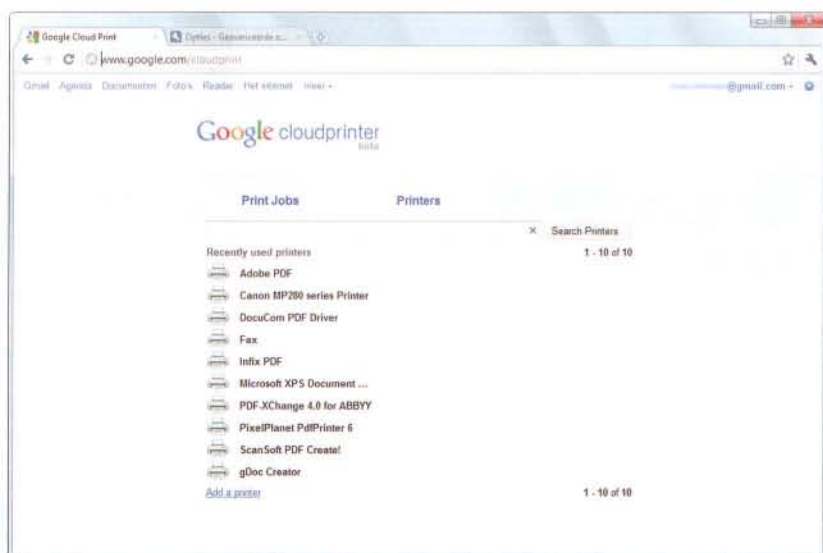 Google Cloud Print
Opties - Geavanceerde o...
www.google.com/cloudprint
Gmail Agenda Documenten Foto's Reader Het internet meer
@gmail.com
Google cloudprinter
beta
Print Jobs Printers
× Search Printers
Recently used printers 1 - 10 of 10
Adobe PDF
Canon MP280 series Printer
DocuCom PDF Driver
Fax
Infix PDF
Microsoft XPS Document ...
PDF-XChange 4.0 for ABBYY
PixelPlanet PdfPrinter 6
ScanSoft PDF Create!
gDoc Creator
Add a printer 1 - 10 of 10